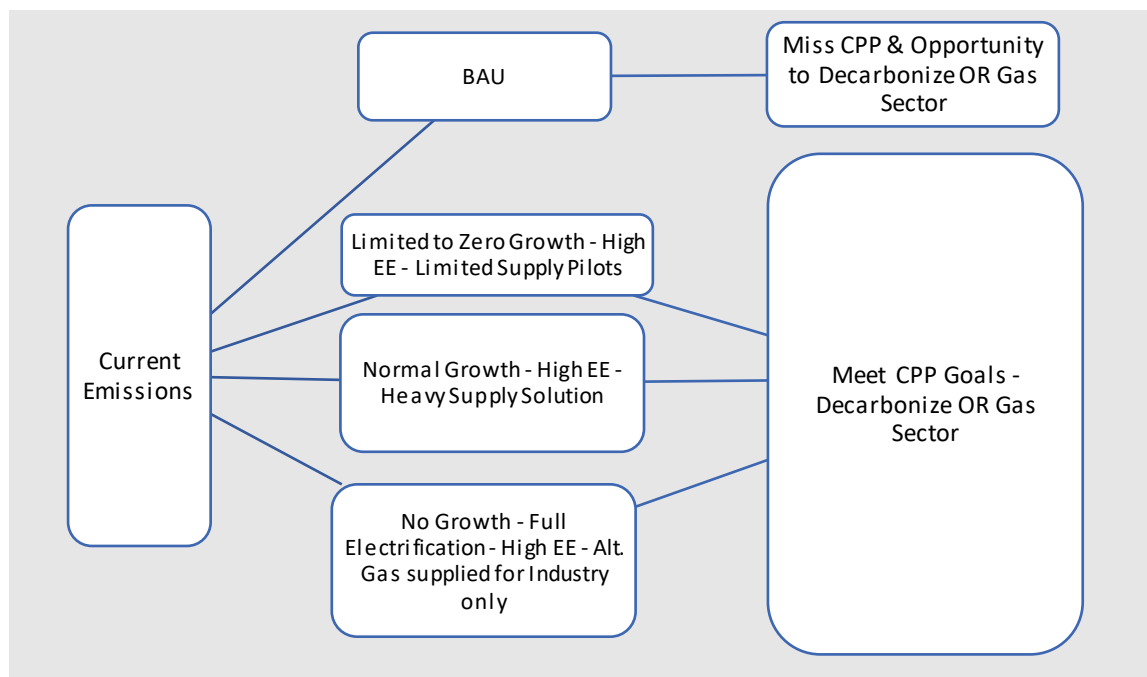 BAU
Miss CPP & Opportunity
to Decarbonize OR Gas
Sector
Current
Emissions
Limited to Zero Growth - High
EE - Limited Supply Pilots
Normal Growth - High EE -
Heavy Supply Solution
No Growth - Full
Electrification - High EE - Alt.
Gas supplied for Industry
only
Meet CPP Goals -
Decarbonize OR Gas
Sector